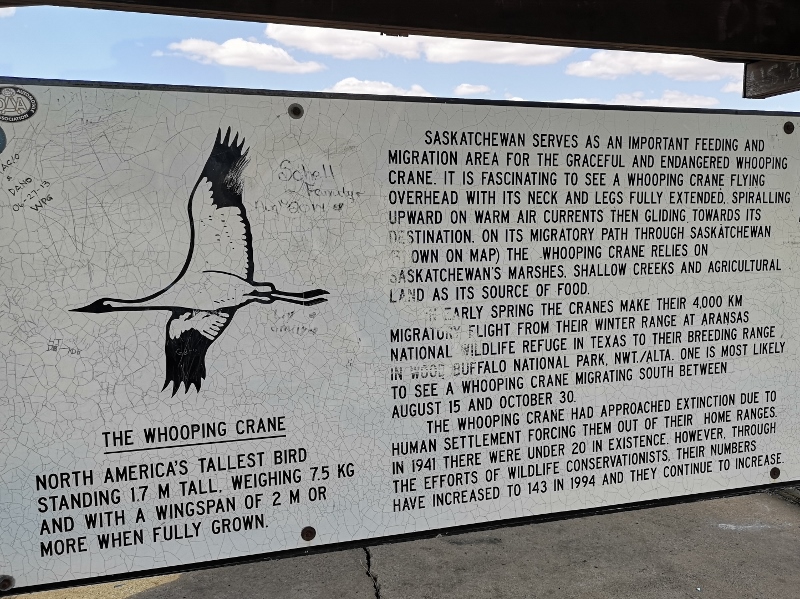 THE WHOOPING CRANE
NORTH AMERICA'S TALLEST BIRD
STANDING 1.7 M TALL, WEIGHING 7.5 KG
AND WITH A WINGSPAN OF 2 M OR
MORE WHEN FULLY GROWN.
SASKATCHEWAN SERVES AS AN IMPORTANT FEEDING AND
MIGRATION AREA FOR THE GRACEFUL AND ENDANGERED WHOOPING
CRANE. IT IS FASCINATING TO SEE A WHOOPING CRANE FLYING
OVERHEAD WITH ITS NECK AND LEGS FULLY EXTENDED, SPIRALLING
UPWARD ON WARM AIR CURRENTS THEN GLIDING TOWARDS ITS
DESTINATION. ON ITS MIGRATORY PATH THROUGH SASKATCHEWAN
OWN ON MAP) THE WHOOPING CRANE RELIES ON
SASKATCHEWAN'S MARSHES, SHALLOW CREEKS AND AGRICULTURAL
LAND AS ITS SOURCE OF FOOD.
EARLY SPRING THE CRANES MAKE THEIR 4,000 KM
MIGRATORY FLIGHT FROM THEIR WINTER RANGE AT ARANSAS
NATIONAL WILDLIFE REFUGE IN TEXAS TO THEIR BREEDING RANGE
IN WOOD BUFFALO NATIONAL PARK, NWT./ALTA. ONE IS MOST LIKELY
TO SEE A WHOOPING CRANE MIGRATING SOUTH BETWEEN
AUGUST 15 AND OCTOBER 30.
THE WHOOPING CRANE HAD APPROACHED EXTINCTION DUE TO
HUMAN SETTLEMENT FORCING THEM OUT OF THEIR HOME RANGES.
IN 1941 THERE WERE UNDER 20 IN EXISTENCE. HOWEVER, THROUGH
THE EFFORTS OF WILDLIFE CONSERVATIONISTS, THEIR NUMBERS
HAVE INCREASED TO 143 IN 1994 AND THEY CONTINUE TO INCREASE.
Schell
Family
DANO
06-27-13
WPG